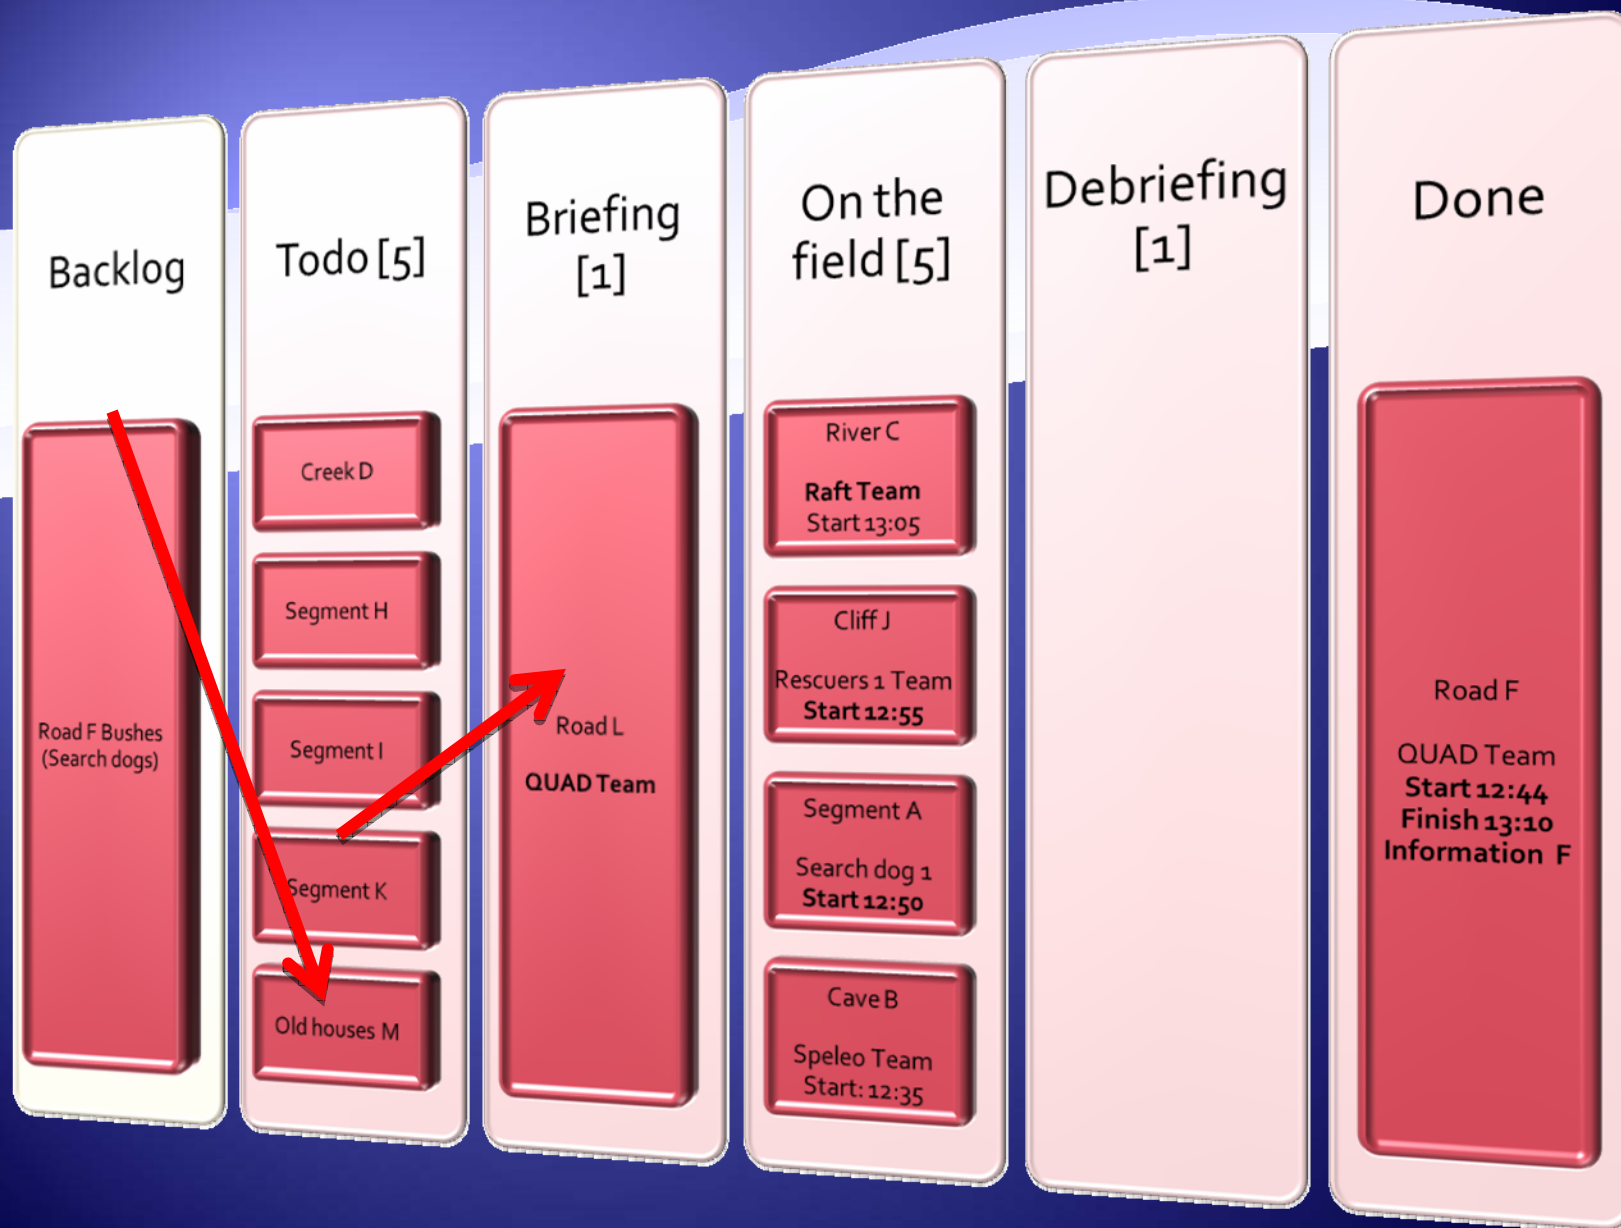 Backlog
Road F Bushes
(Search dogs)
Todo [5]
Creek D
Segment H
Segment I
Segment K
Old houses M
Briefing
[1]
Road L
QUAD Team
On the
field [5]
River C
Raft Team
Start 13:05
Cliff J
Rescuers 1 Team
Start 12:55
Segment A
Search dog 1
Start 12:50
Cave B
Speleo Team
Start: 12:35
Debriefing
[1]
Done
Road F
QUAD Team
Start 12:44
Finish 13:10
Information F